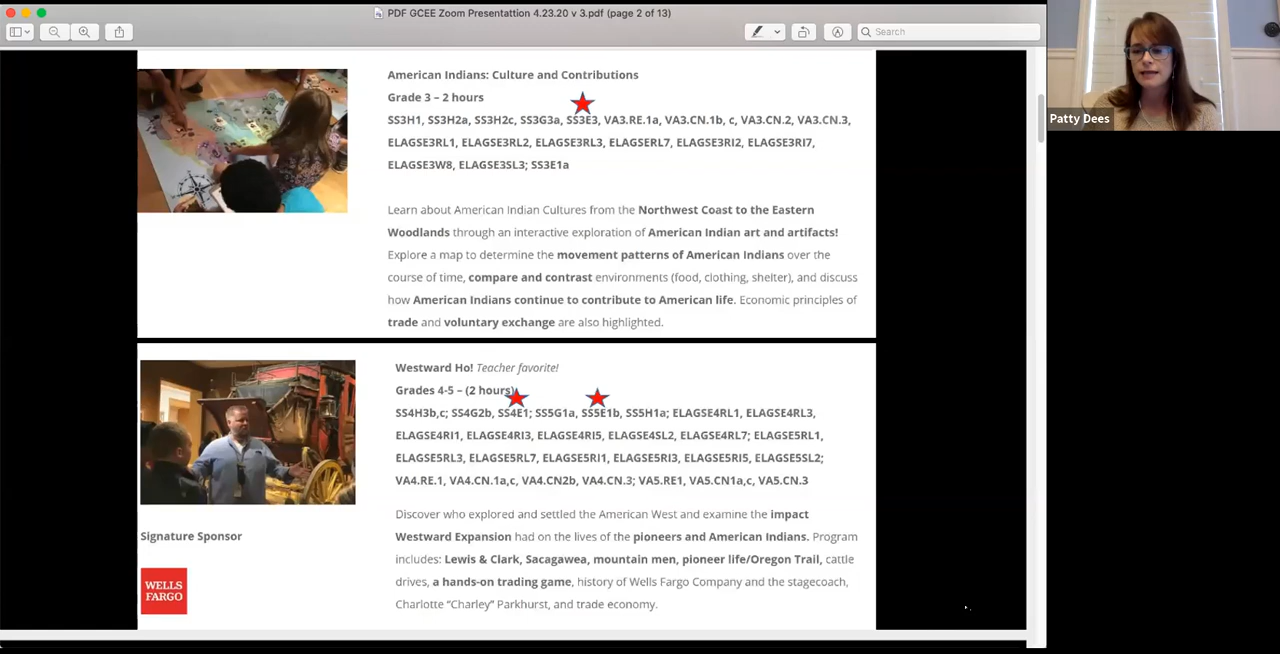 PDF GCEE Zoom Presentattion 4.23.20 v 3.pdf (page 2 of 13)
Search
Patty Dees
American Indians: Culture and Contributions
Grade 3 – 2 hours
SS3H1, SS3H2a, SS3H2c, SS3G3a, SS3E3, VA3.RE.1a, VA3.CN.1b, c, VA3.CN.2, VA3.CN.3,
ELAGSE3RL1, ELAGSE3RL2, ELAGSE3RL3, ELAGSERL7, ELAGSE3RI2, ELAGSE3RI7,
ELAGSE3W8, ELAGSE3SL3; SS3E1a
Learn about American Indian Cultures from the Northwest Coast to the Eastern
Woodlands through an interactive exploration of American Indian art and artifacts!
Explore a map to determine the movement patterns of American Indians over the
course of time, compare and contrast environments (food, clothing, shelter), and discuss
how American Indians continue to contribute to American life. Economic principles of
trade and voluntary exchange are also highlighted.
Westward Ho! Teacher favorite!
Grades 4-5 – (2 hours)
SS4H3b,c; SS4G2b, SS4E1; SS5G1a, SS5E1b, SS5H1a; ELAGSE4RL1, ELAGSE4RL3,
ELAGSE4RI1, ELAGSE4RI3, ELAGSE4RI5, ELAGSE4SL2, ELAGSE4RL7; ELAGSE5RL1,
ELAGSE5RL3, ELAGSE5RL7, ELAGSE5RI1, ELAGSE5RI3, ELAGSE5RI5, ELAGSE5SL2;
VA4.RE.1, VA4.CN.1a,c, VA4.CN2b, VA4.CN.3; VA5.RE1, VA5.CN1a,c, VA5.CN.3
Discover who explored and settled the American West and examine the impact
Westward Expansion had on the lives of the pioneers and American Indians. Program
includes: Lewis & Clark, Sacagawea, mountain men, pioneer life/Oregon Trail, cattle
drives, a hands-on trading game, history of Wells Fargo Company and the stagecoach,
Charlotte "Charley" Parkhurst, and trade economy.
Signature Sponsor
WELLS
FARGO